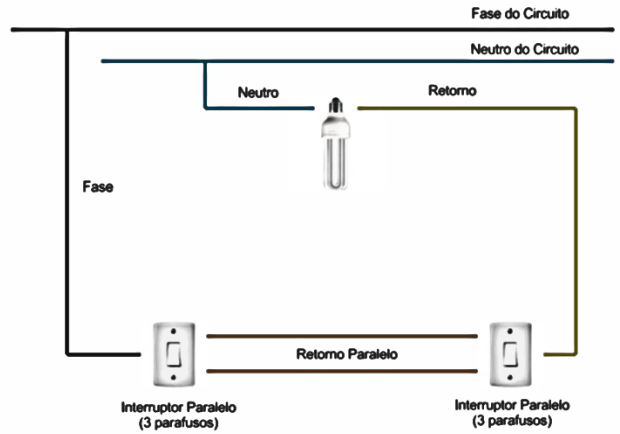 Fase do Circuito
Neutro do Circuito
Neutro
Retorno
Fase
Retorno Paralelo
Interruptor Paralelo
(3 parafusos)
Interruptor Paralelo
(3 parafusos)